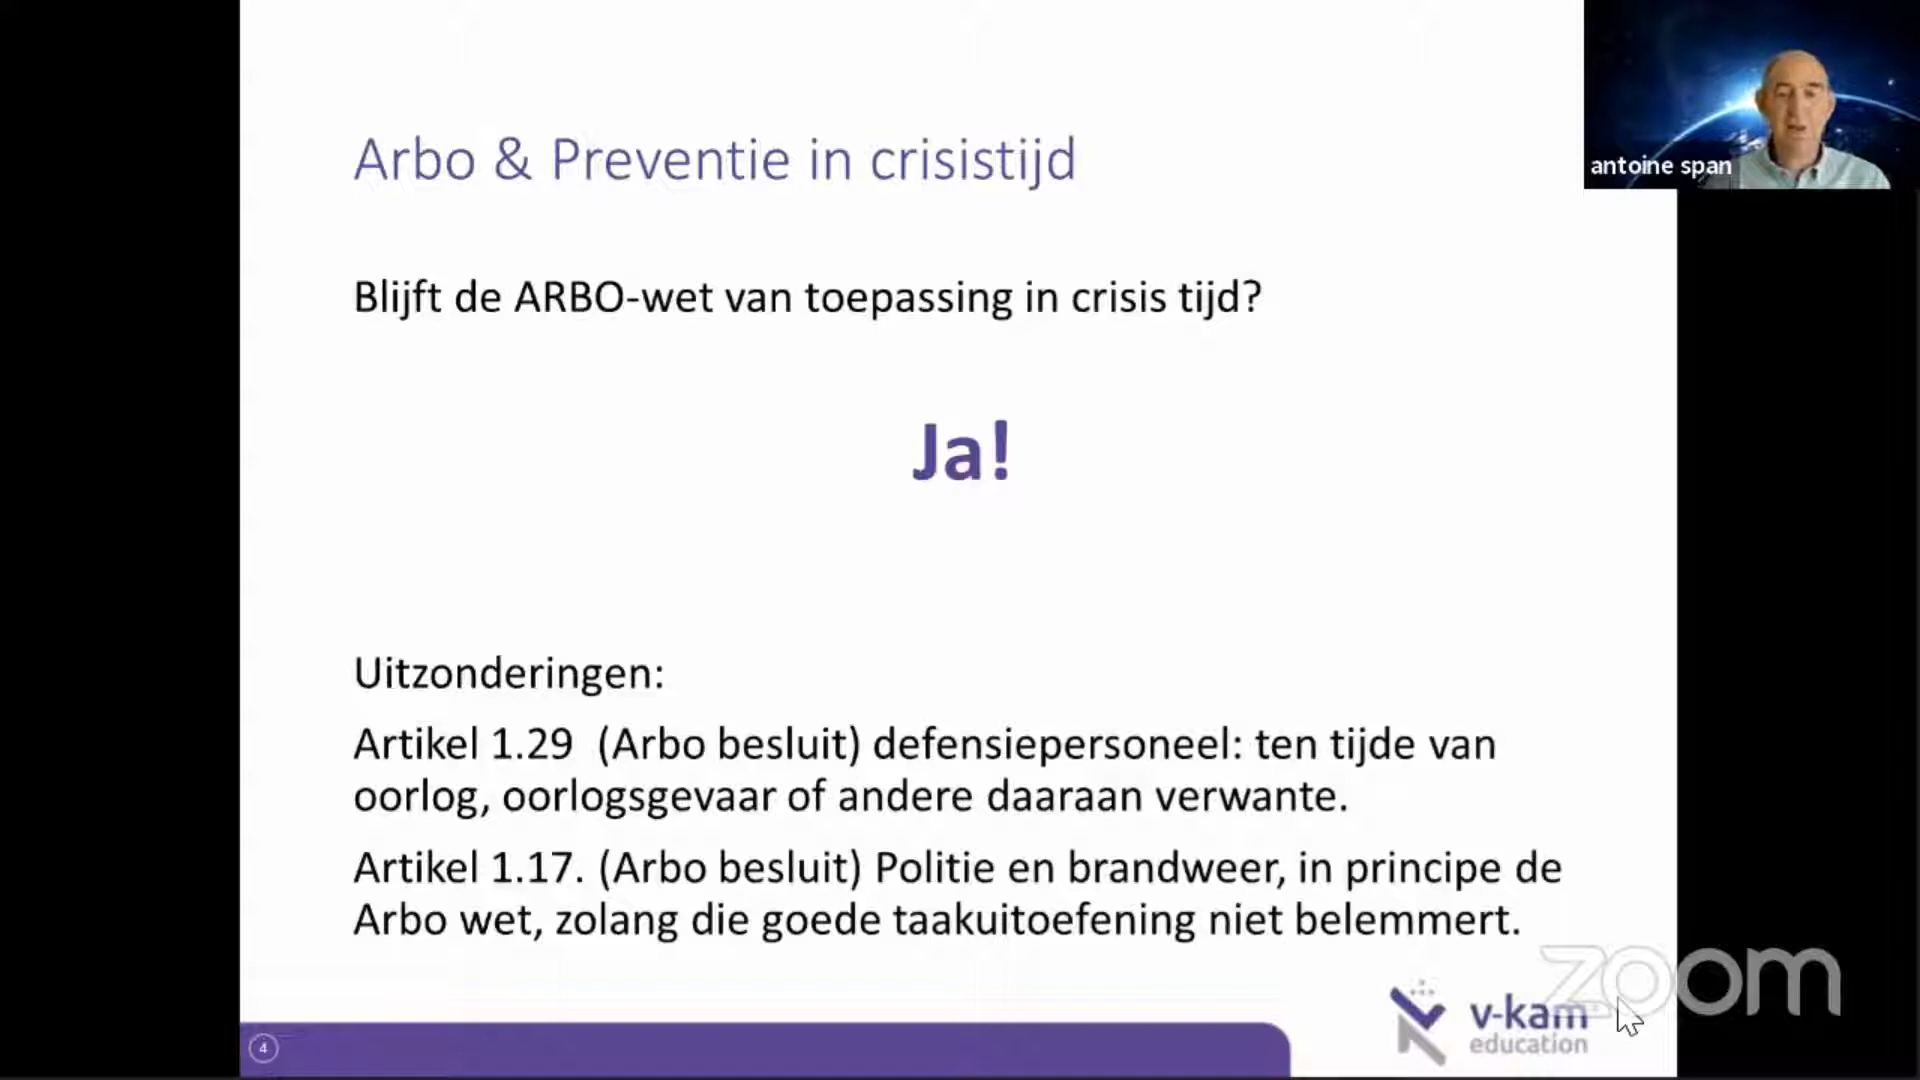 Arbo & Preventie in crisistijd
antoine span
Blijft de ARBO-wet van toepassing in crisis tijd?
Ja!
Uitzonderingen:
Artikel 1.29 (Arbo besluit) defensiepersoneel: ten tijde van
oorlog, oorlogsgevaar of andere daaraan verwante.
Artikel 1.17. (Arbo besluit) Politie en brandweer, in principe de
Arbo wet, zolang die goede taakuitoefening niet belemmert.
zoom
v-kam
education
4